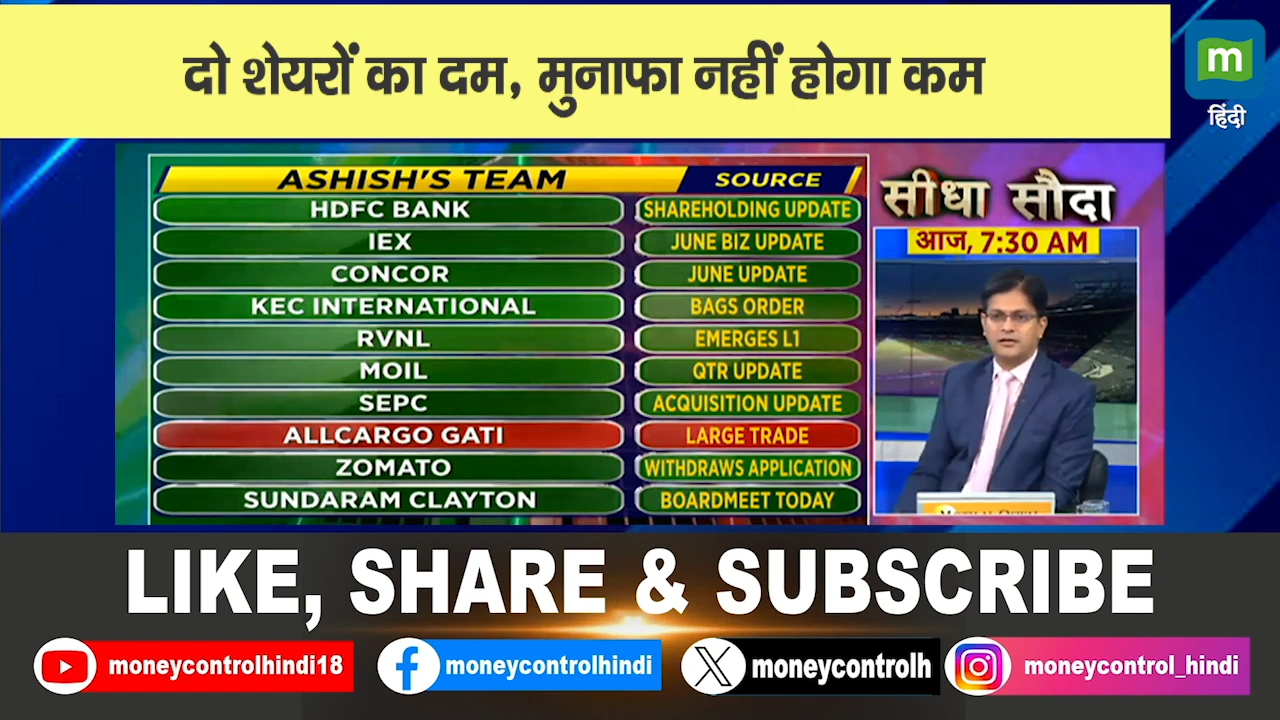 दो शेयरों का दम, मुनाफा नहीं होगा कम
m
हिंदी
ASHISH'S TEAM SOURCE
HDFC BANK SHAREHOLDING UPDATE
IEX JUNE BIZ UPDATE
CONCOR JUNE UPDATE
KEC INTERNATIONAL BAGS ORDER
RVNL EMERGES L1
MOIL QTR UPDATE
SEPC ACQUISITION UPDATE
ALLCARGO GATI LARGE TRADE
ZOMATO WITHDRAWS APPLICATION
SUNDARAM CLAYTON BOARDMEET TODAY
सीधा सौदा
आज, 7:30 AM
LIKE, SHARE & SUBSCRIBE
moneycontrolhindi18 moneycontrolhindi moneycontrolh moneycontrol_hindi